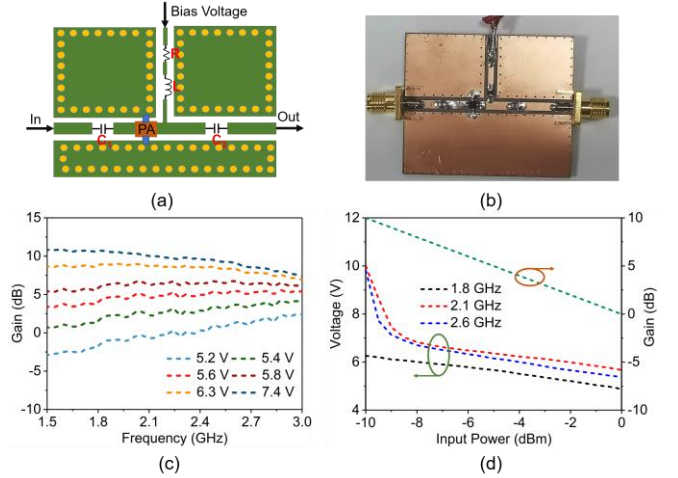 Bias Voltage
R
L
In
Out
PA
(a)
(b)
15
10
5
0
-5
-10
Gain (dB)
5.2 V 5.4 V
5.6 V 5.8 V
6.3 V 7.4 V
1.5 1.8 2.1 2.4 2.7 3.0
Frequency (GHz)
(c)
12
10
8
6
4
Voltage (V)
1.8 GHz
2.1 GHz
2.6 GHz
10
5
0
-5
-10
Gain (dB)
-10 -8 -6 -4 -2 0
Input Power (dBm)
(d)